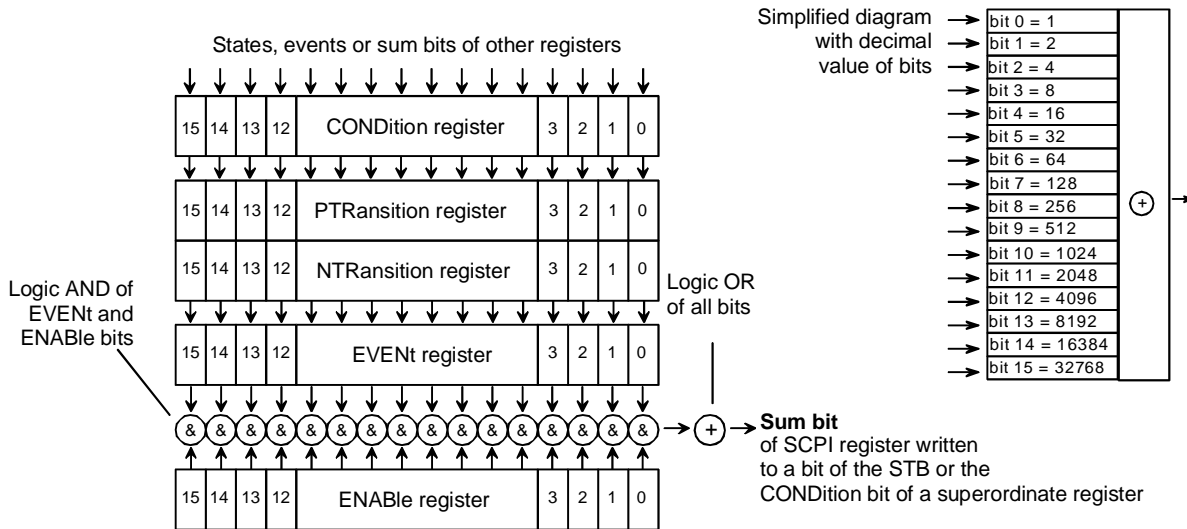 States, events or sum bits of other registers
15 14 13 12 CONDition register 3 2 1 0
15 14 13 12 PTRansition register 3 2 1 0
15 14 13 12 NTRansition register 3 2 1 0
Logic AND of
EVENt and
ENABle bits
Logic OR
of all bits
15 14 13 12 EVENt register 3 2 1 0
& & & & & & & & & & & & & & & & +
15 14 13 12 ENABle register 3 2 1 0
Sum bit
of SCPI register written
to a bit of the STB or the
CONDition bit of a superordinate register
Simplified diagram
with decimal
value of bits
bit 0 = 1
bit 1 = 2
bit 2 = 4
bit 3 = 8
bit 4 = 16
bit 5 = 32
bit 6 = 64
bit 7 = 128
bit 8 = 256
bit 9 = 512
bit 10 = 1024
bit 11 = 2048
bit 12 = 4096
bit 13 = 8192
bit 14 = 16384
bit 15 = 32768
+